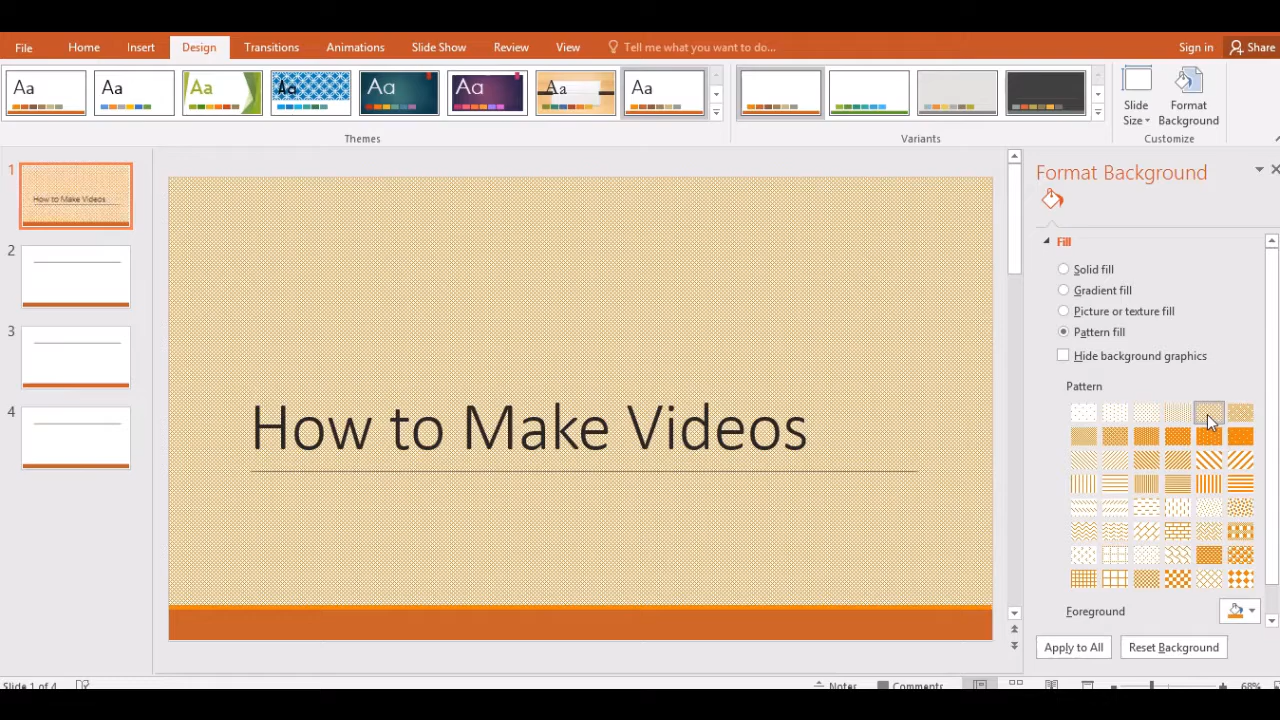 File Home Insert Design Transitions Animations Slide Show Review View Tell me what you want to do... Sign in Share
Aa Aa Aa Aa Aa Aa Aa Aa
Slide Size Format Background
Themes Variants Customize
1 How to Make Videos
2
3
4
How to Make Videos
Format Background
Fill
Solid fill
Gradient fill
Picture or texture fill
Pattern fill
Hide background graphics
Pattern
Foreground
Apply to All Reset Background
Slide 1 of 4 Notes Comments 68%